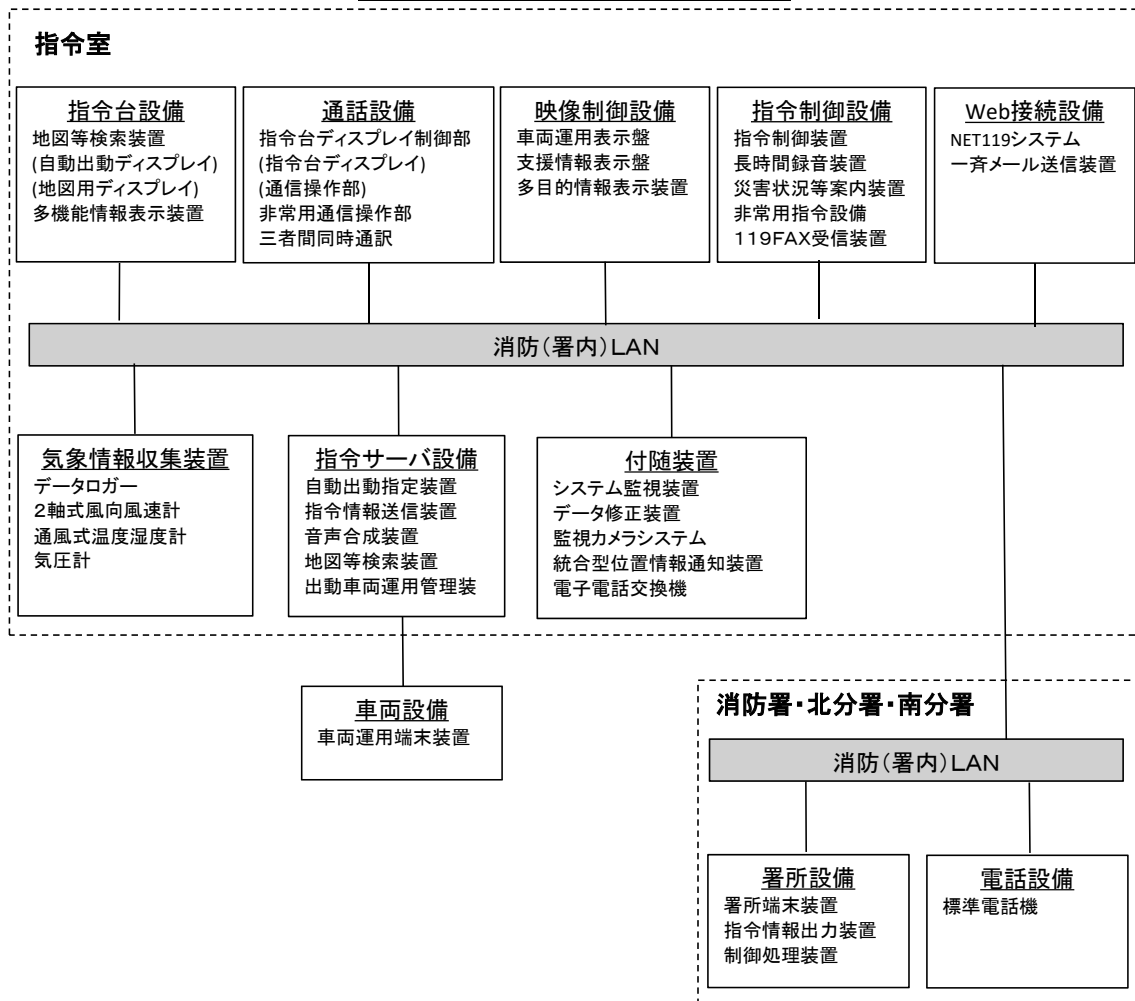 指令室
指令台設備
地図等検索装置
(自動出動ディスプレイ)
(地図用ディスプレイ)
多機能情報表示装置
通話設備
指令台ディスプレイ制御部
(指令台ディスプレイ)
(通信操作部)
非常用通信操作部
三者間同時通訳
映像制御設備
車両運用表示盤
支援情報表示盤
多目的情報表示装置
指令制御設備
指令制御装置
長時間録音装置
災害状況等案内装置
非常用指令設備
119FAX受信装置
Web接続設備
NET119システム
一斉メール送信装置
消防(署内)LAN
気象情報収集装置
データロガー
2軸式風向風速計
通風式温度湿度計
気圧計
指令サーバ設備
自動出動指定装置
指令情報送信装置
音声合成装置
地図等検索装置
出動車両運用管理装
付随装置
システム監視装置
データ修正装置
監視カメラシステム
統合型位置情報通知装置
電子電話交換機
車両設備
車両運用端末装置
消防署・北分署・南分署
消防(署内)LAN
署所設備
署所端末装置
指令情報出力装置
制御処理装置
電話設備
標準電話機